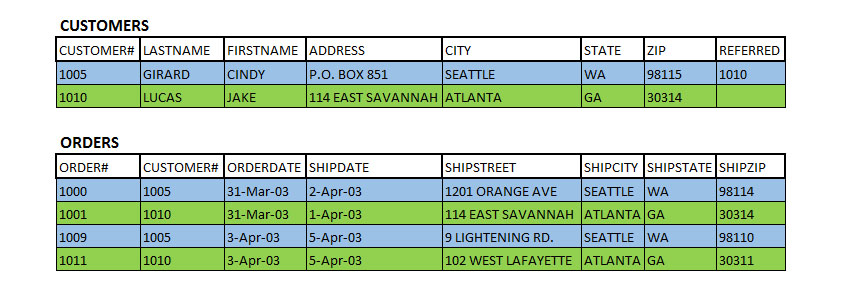 CUSTOMERS
CUSTOMER# LASTNAME FIRSTNAME ADDRESS CITY STATE ZIP REFERRED
1005 GIRARD CINDY P.O. BOX 851 SEATTLE WA 98115 1010
1010 LUCAS JAKE 114 EAST SAVANNAH ATLANTA GA 30314
ORDERS
ORDER# CUSTOMER# ORDERDATE SHIPDATE SHIPSTREET SHIPCITY SHIPSTATE SHIPZIP
1000 1005 31-Mar-03 2-Apr-03 1201 ORANGE AVE SEATTLE WA 98114
1001 1010 31-Mar-03 1-Apr-03 114 EAST SAVANNAH ATLANTA GA 30314
1009 1005 3-Apr-03 5-Apr-03 9 LIGHTENING RD. SEATTLE WA 98110
1011 1010 3-Apr-03 5-Apr-03 102 WEST LAFAYETTE ATLANTA GA 30311